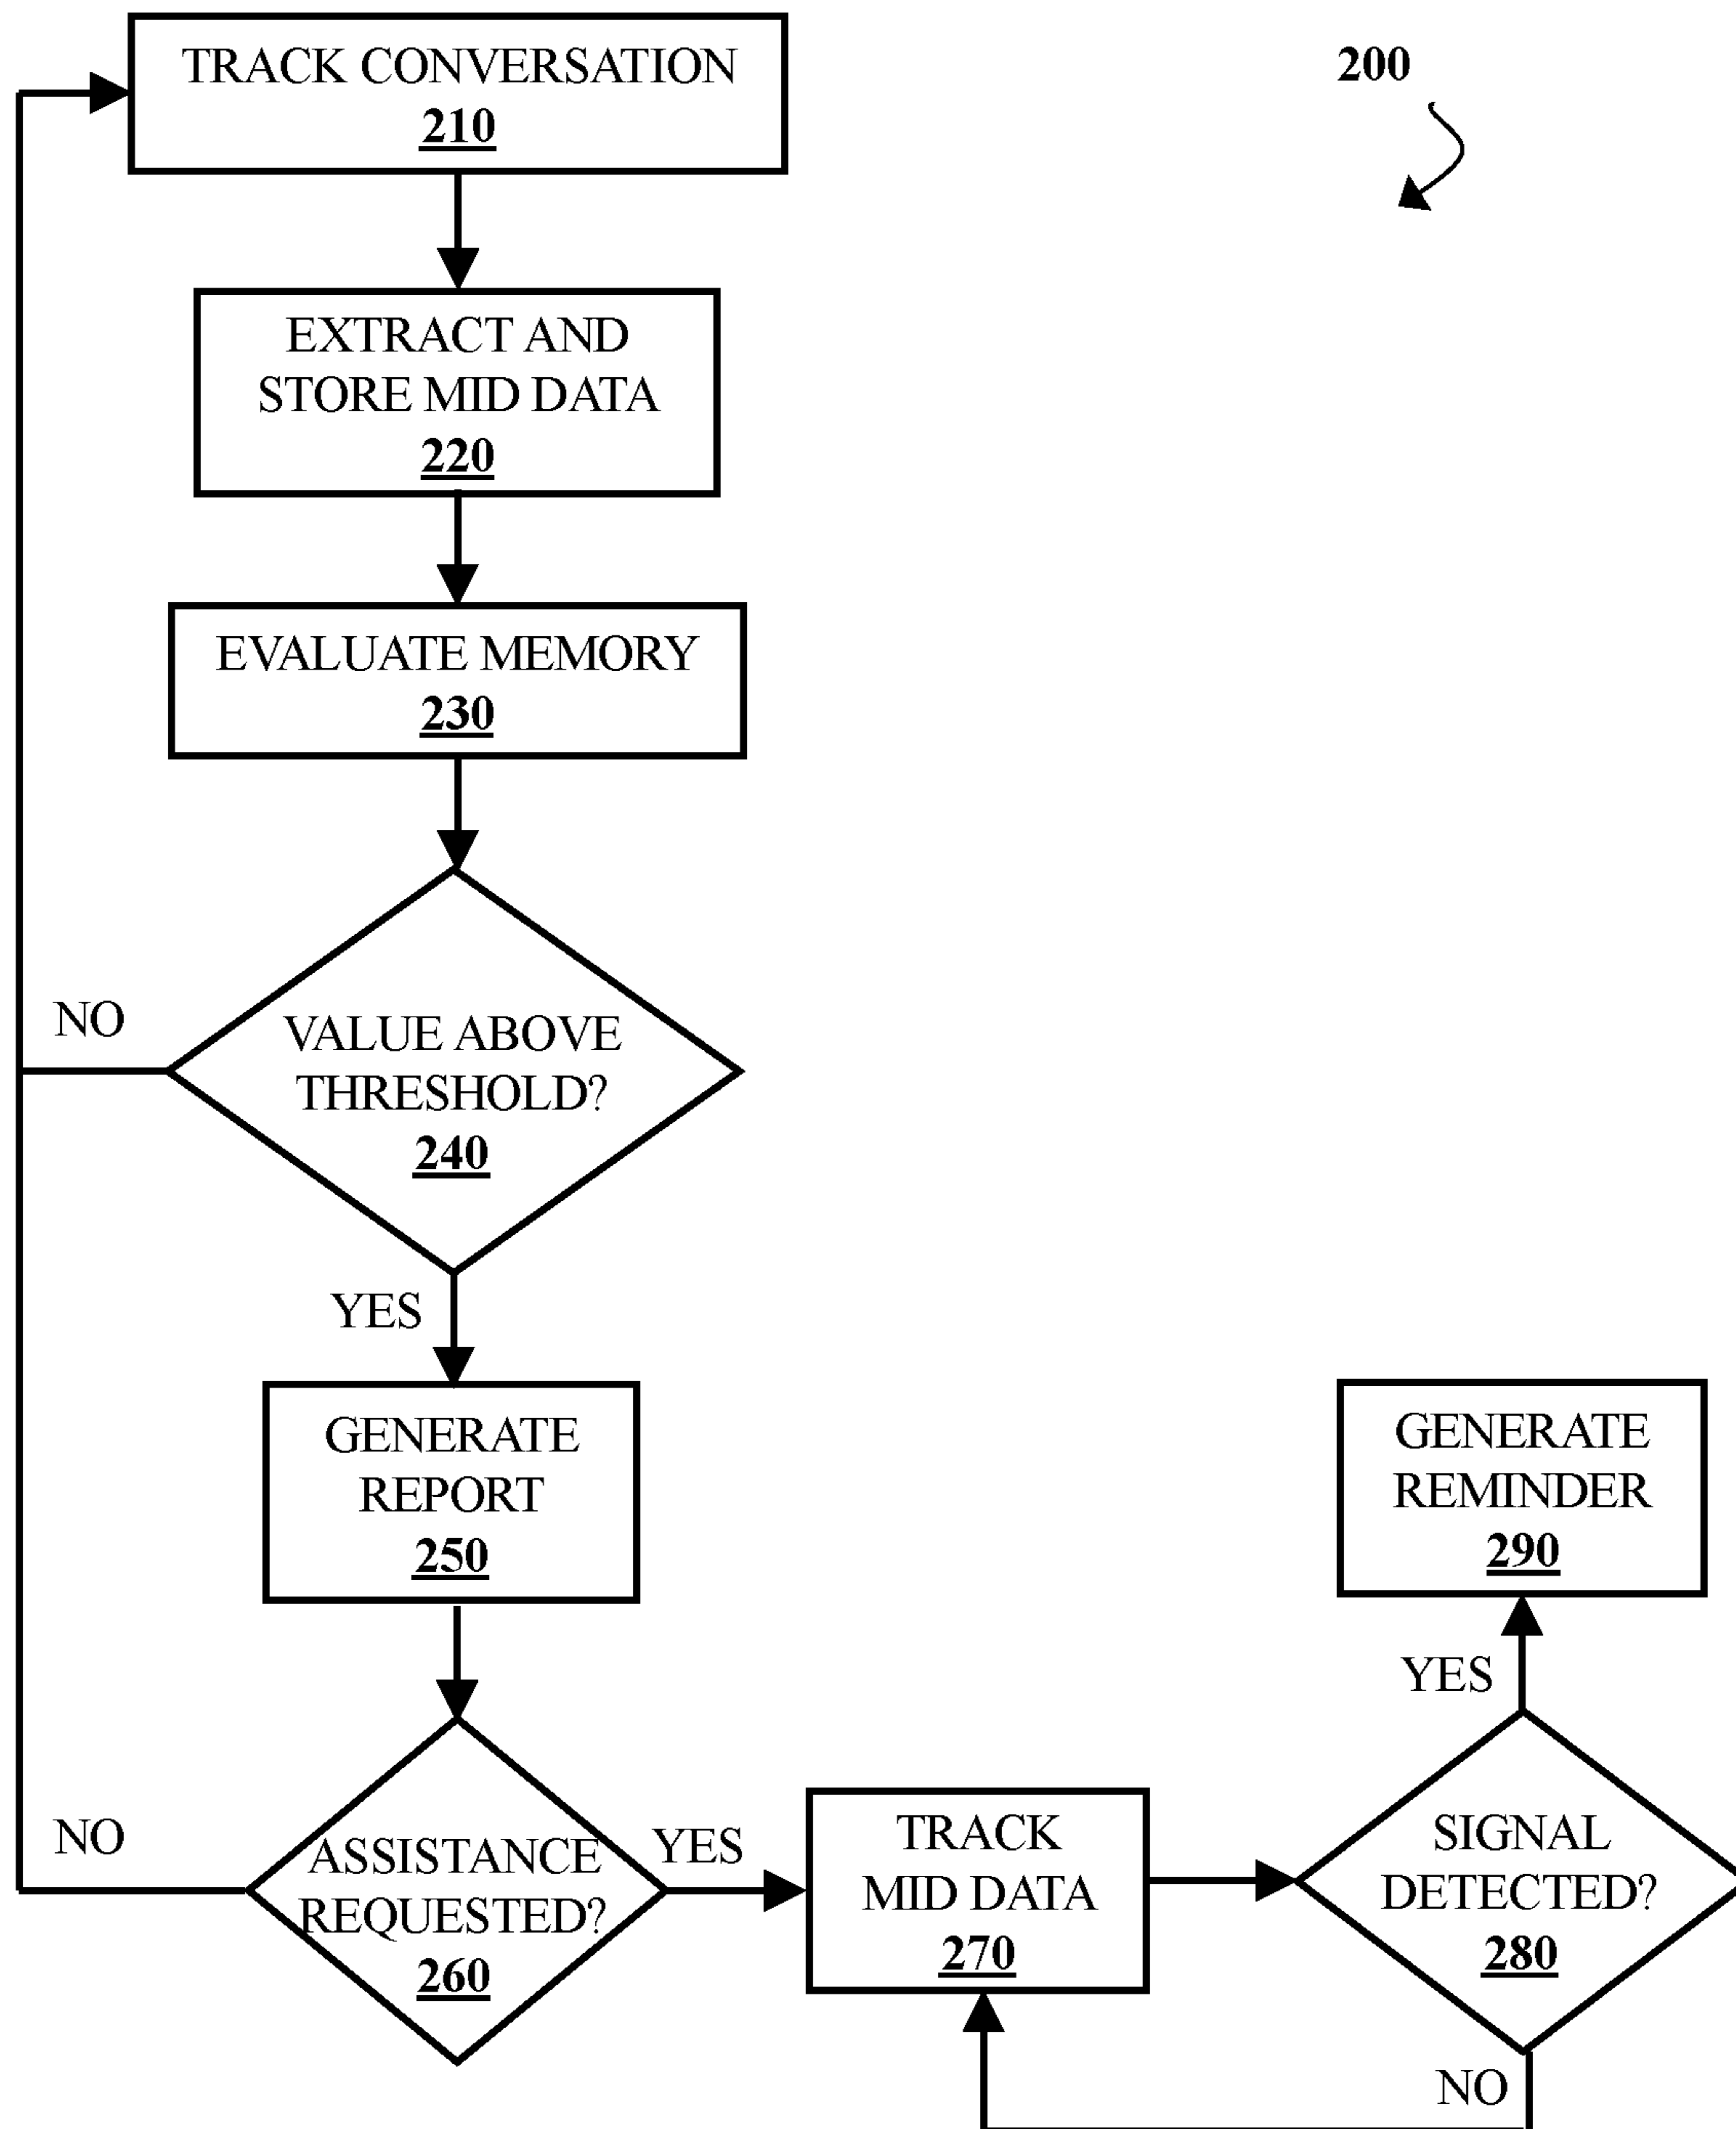 TRACK CONVERSATION
210
200
EXTRACT AND
STORE MID DATA
220
EVALUATE MEMORY
230
NO
VALUE ABOVE
THRESHOLD?
240
YES
GENERATE
REPORT
250
GENERATE
REMINDER
290
YES
NO
ASSISTANCE
REQUESTED?
260
YES
TRACK
MID DATA
270
SIGNAL
DETECTED?
280
NO